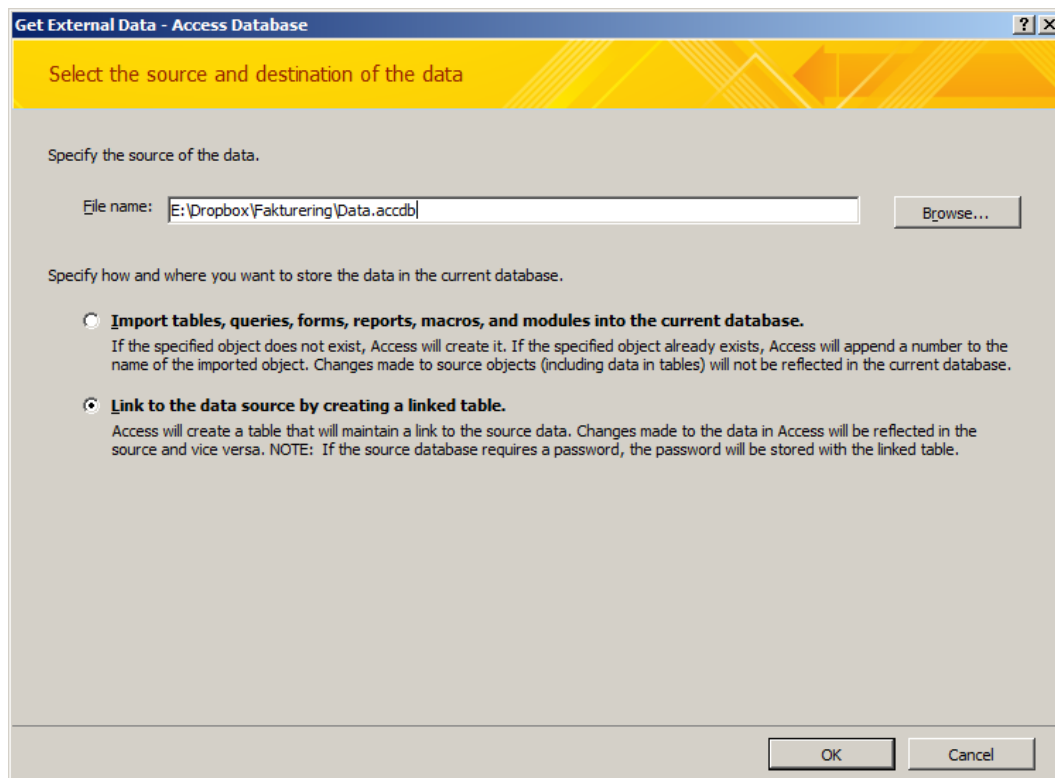 Get External Data - Access Database
Select the source and destination of the data
Specify the source of the data.
File name: E:\Dropbox\Fakturering\Data.accdb Browse...
Specify how and where you want to store the data in the current database.
Import tables, queries, forms, reports, macros, and modules into the current database.
If the specified object does not exist, Access will create it. If the specified object already exists, Access will append a number to the
name of the imported object. Changes made to source objects (including data in tables) will not be reflected in the current database.
Link to the data source by creating a linked table.
Access will create a table that will maintain a link to the source data. Changes made to the data in Access will be reflected in the
source and vice versa. NOTE: If the source database requires a password, the password will be stored with the linked table.
OK Cancel